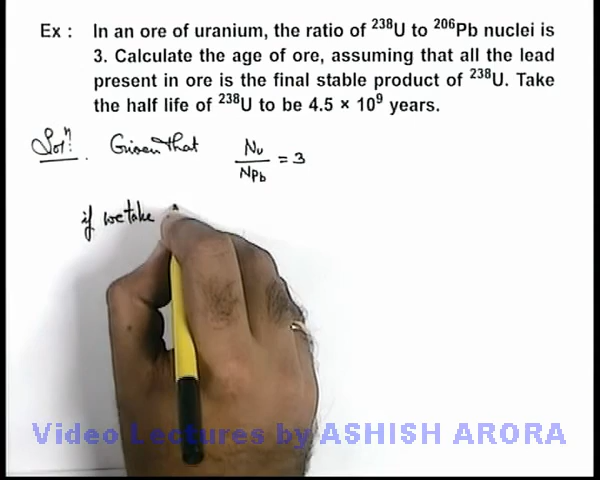 Ex : In an ore of uranium, the ratio of ²³⁸U to ²⁰⁶Pb nuclei is
3. Calculate the age of ore, assuming that all the lead
present in ore is the final stable product of ²³⁸U. Take
the half life of ²³⁸U to be 4.5 × 10⁹ years.
Solⁿ. Given that N_U / N_Pb = 3
if we take
Video Lectures by ASHISH ARORA